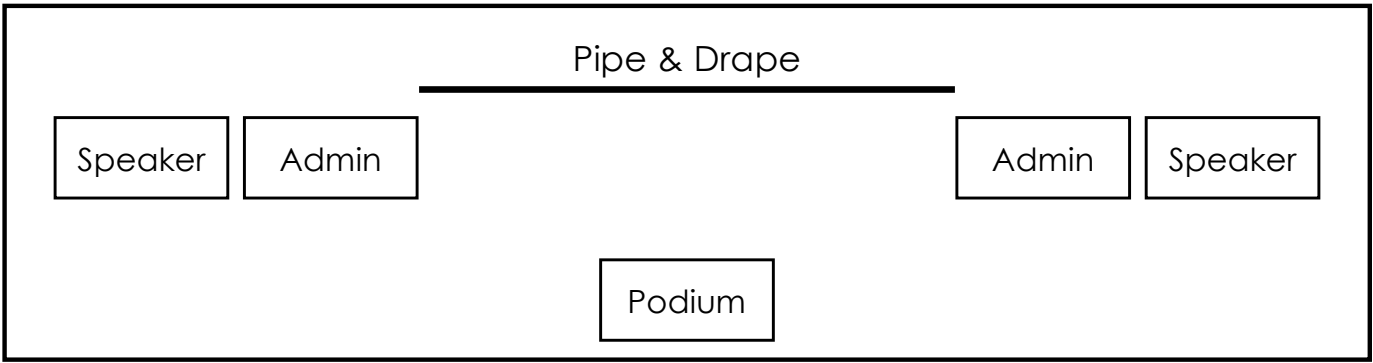 Pipe & Drape
Speaker
Admin
Admin
Speaker
Podium